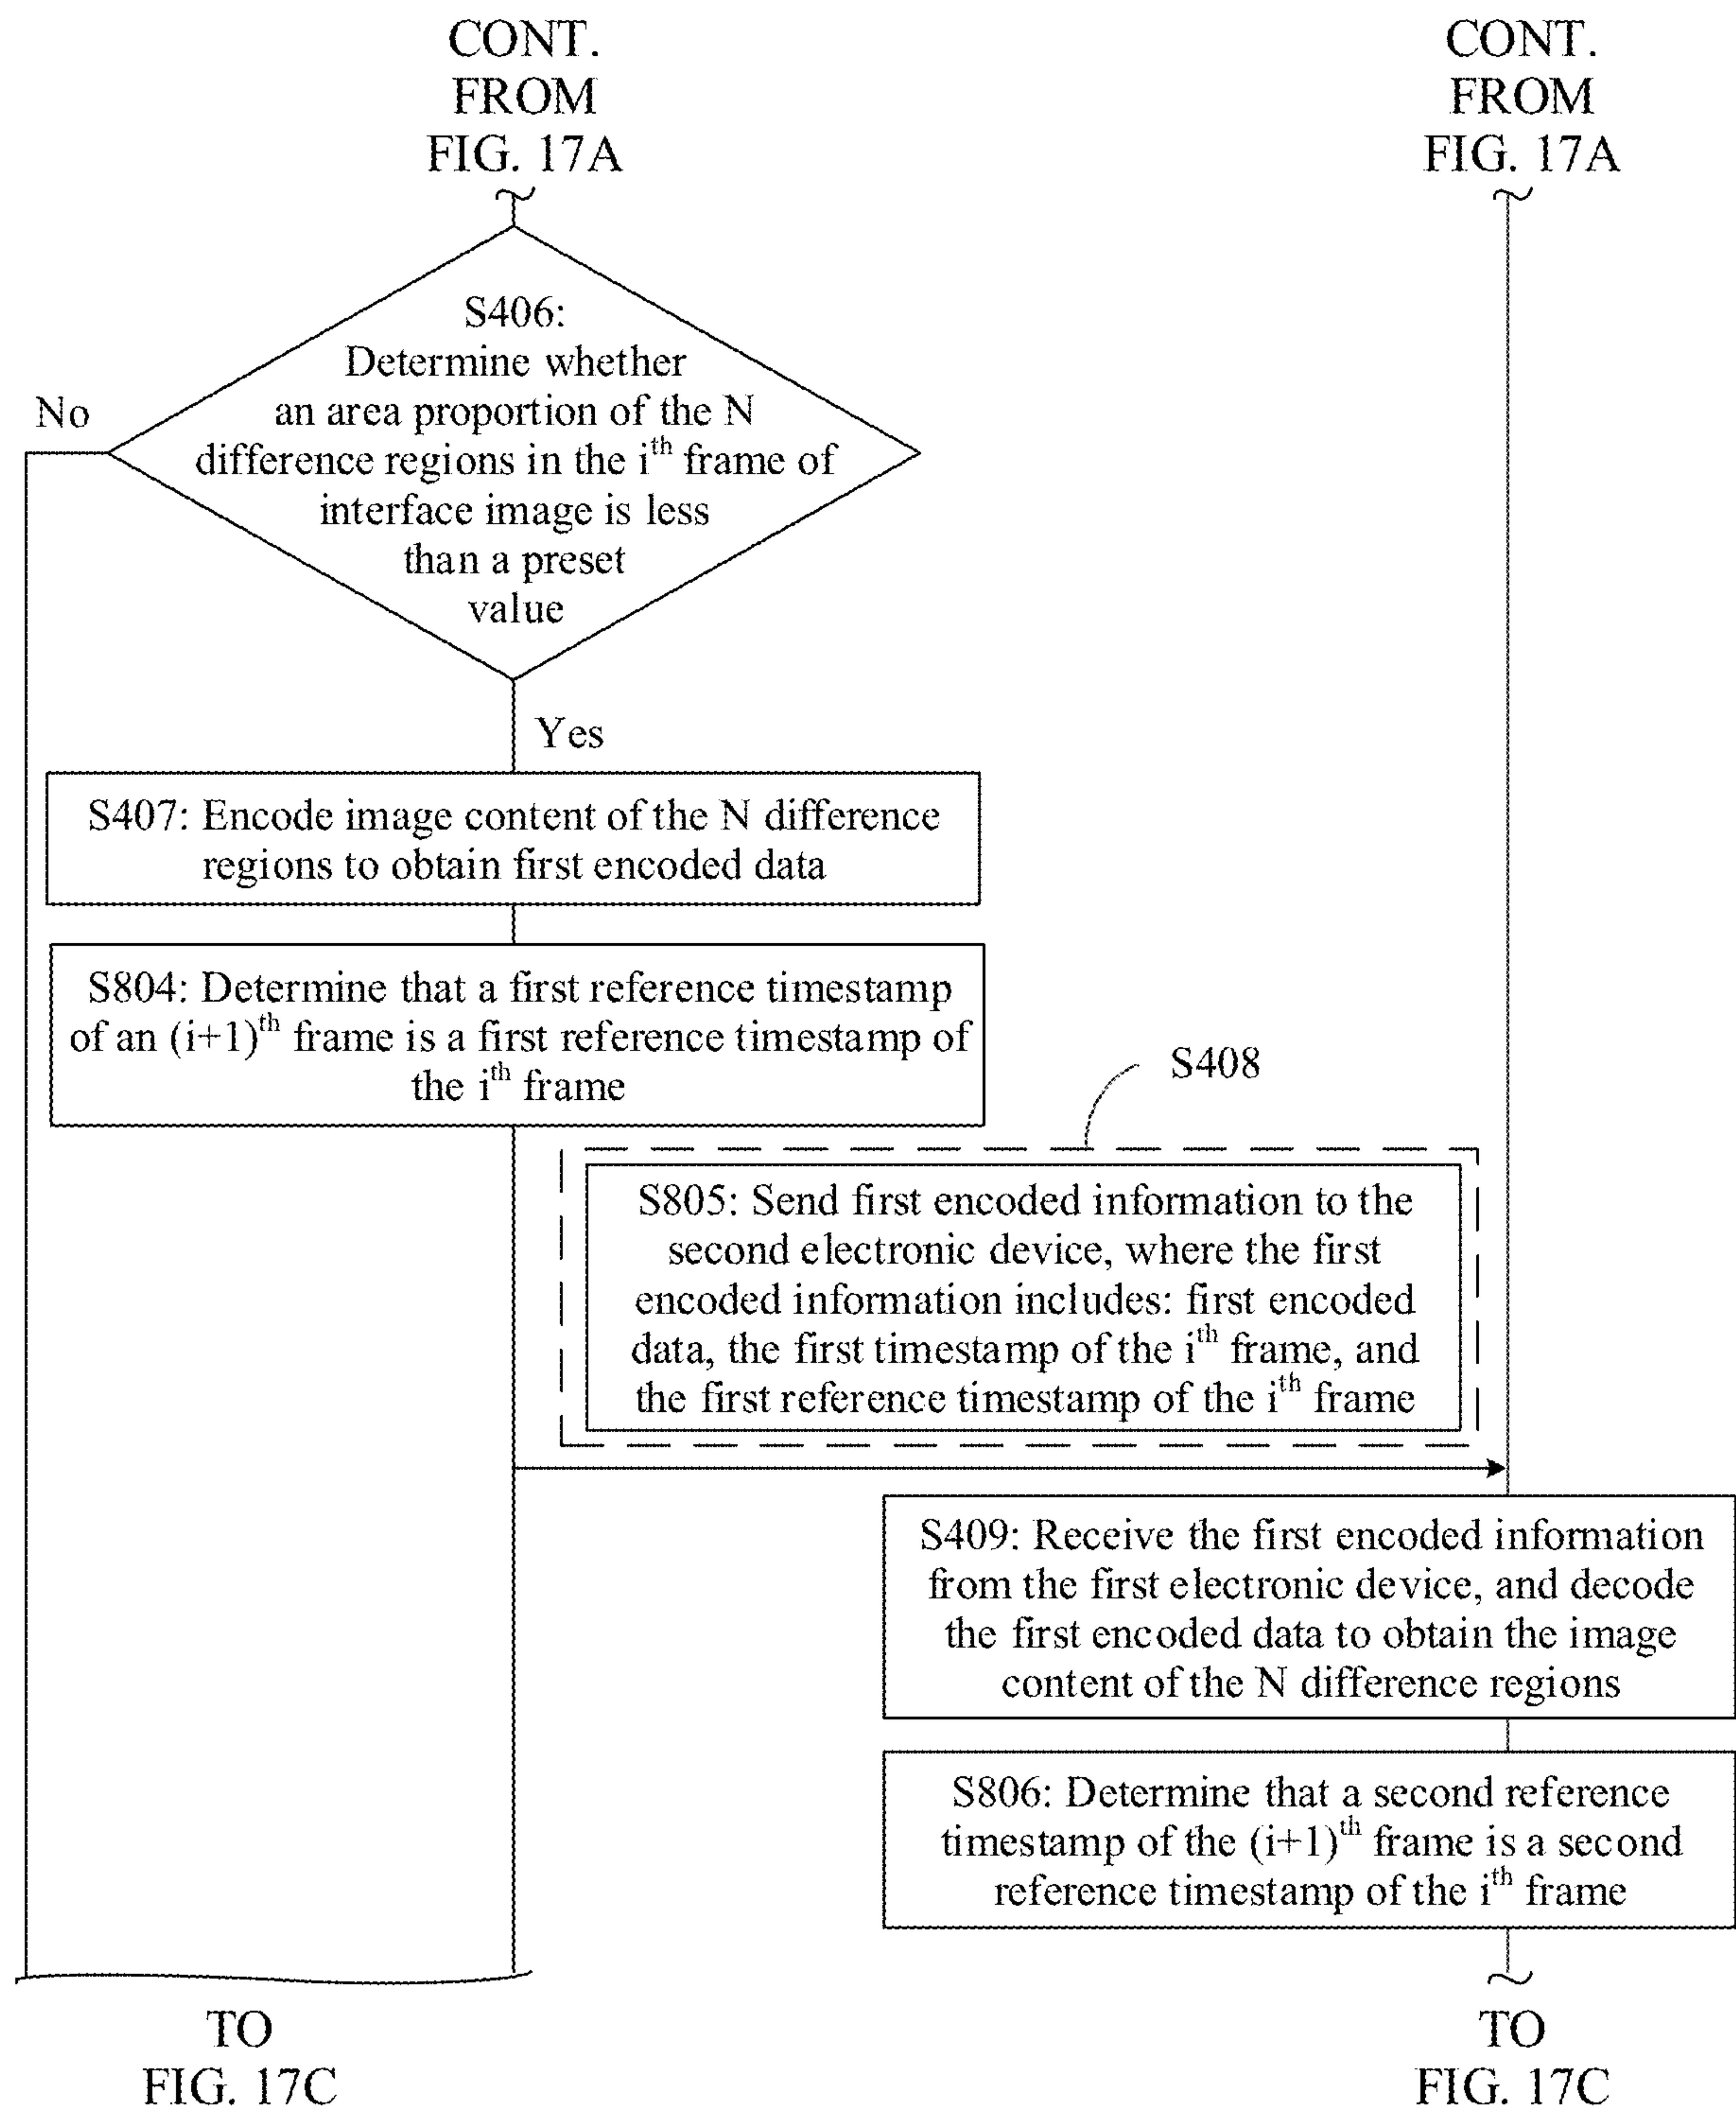 CONT.
FROM
FIG. 17A
CONT.
FROM
FIG. 17A
S406:
Determine whether
an area proportion of the N
difference regions in the iᵗʰ frame of
interface image is less
than a preset
value
No
Yes
S407: Encode image content of the N difference
regions to obtain first encoded data
S804: Determine that a first reference timestamp
of an (i+1)ᵗʰ frame is a first reference timestamp of
the iᵗʰ frame
S408
S805: Send first encoded information to the
second electronic device, where the first
encoded information includes: first encoded
data, the first timestamp of the iᵗʰ frame, and
the first reference timestamp of the iᵗʰ frame
S409: Receive the first encoded information
from the first electronic device, and decode
the first encoded data to obtain the image
content of the N difference regions
S806: Determine that a second reference
timestamp of the (i+1)ᵗʰ frame is a second
reference timestamp of the iᵗʰ frame
TO
FIG. 17C
TO
FIG. 17C